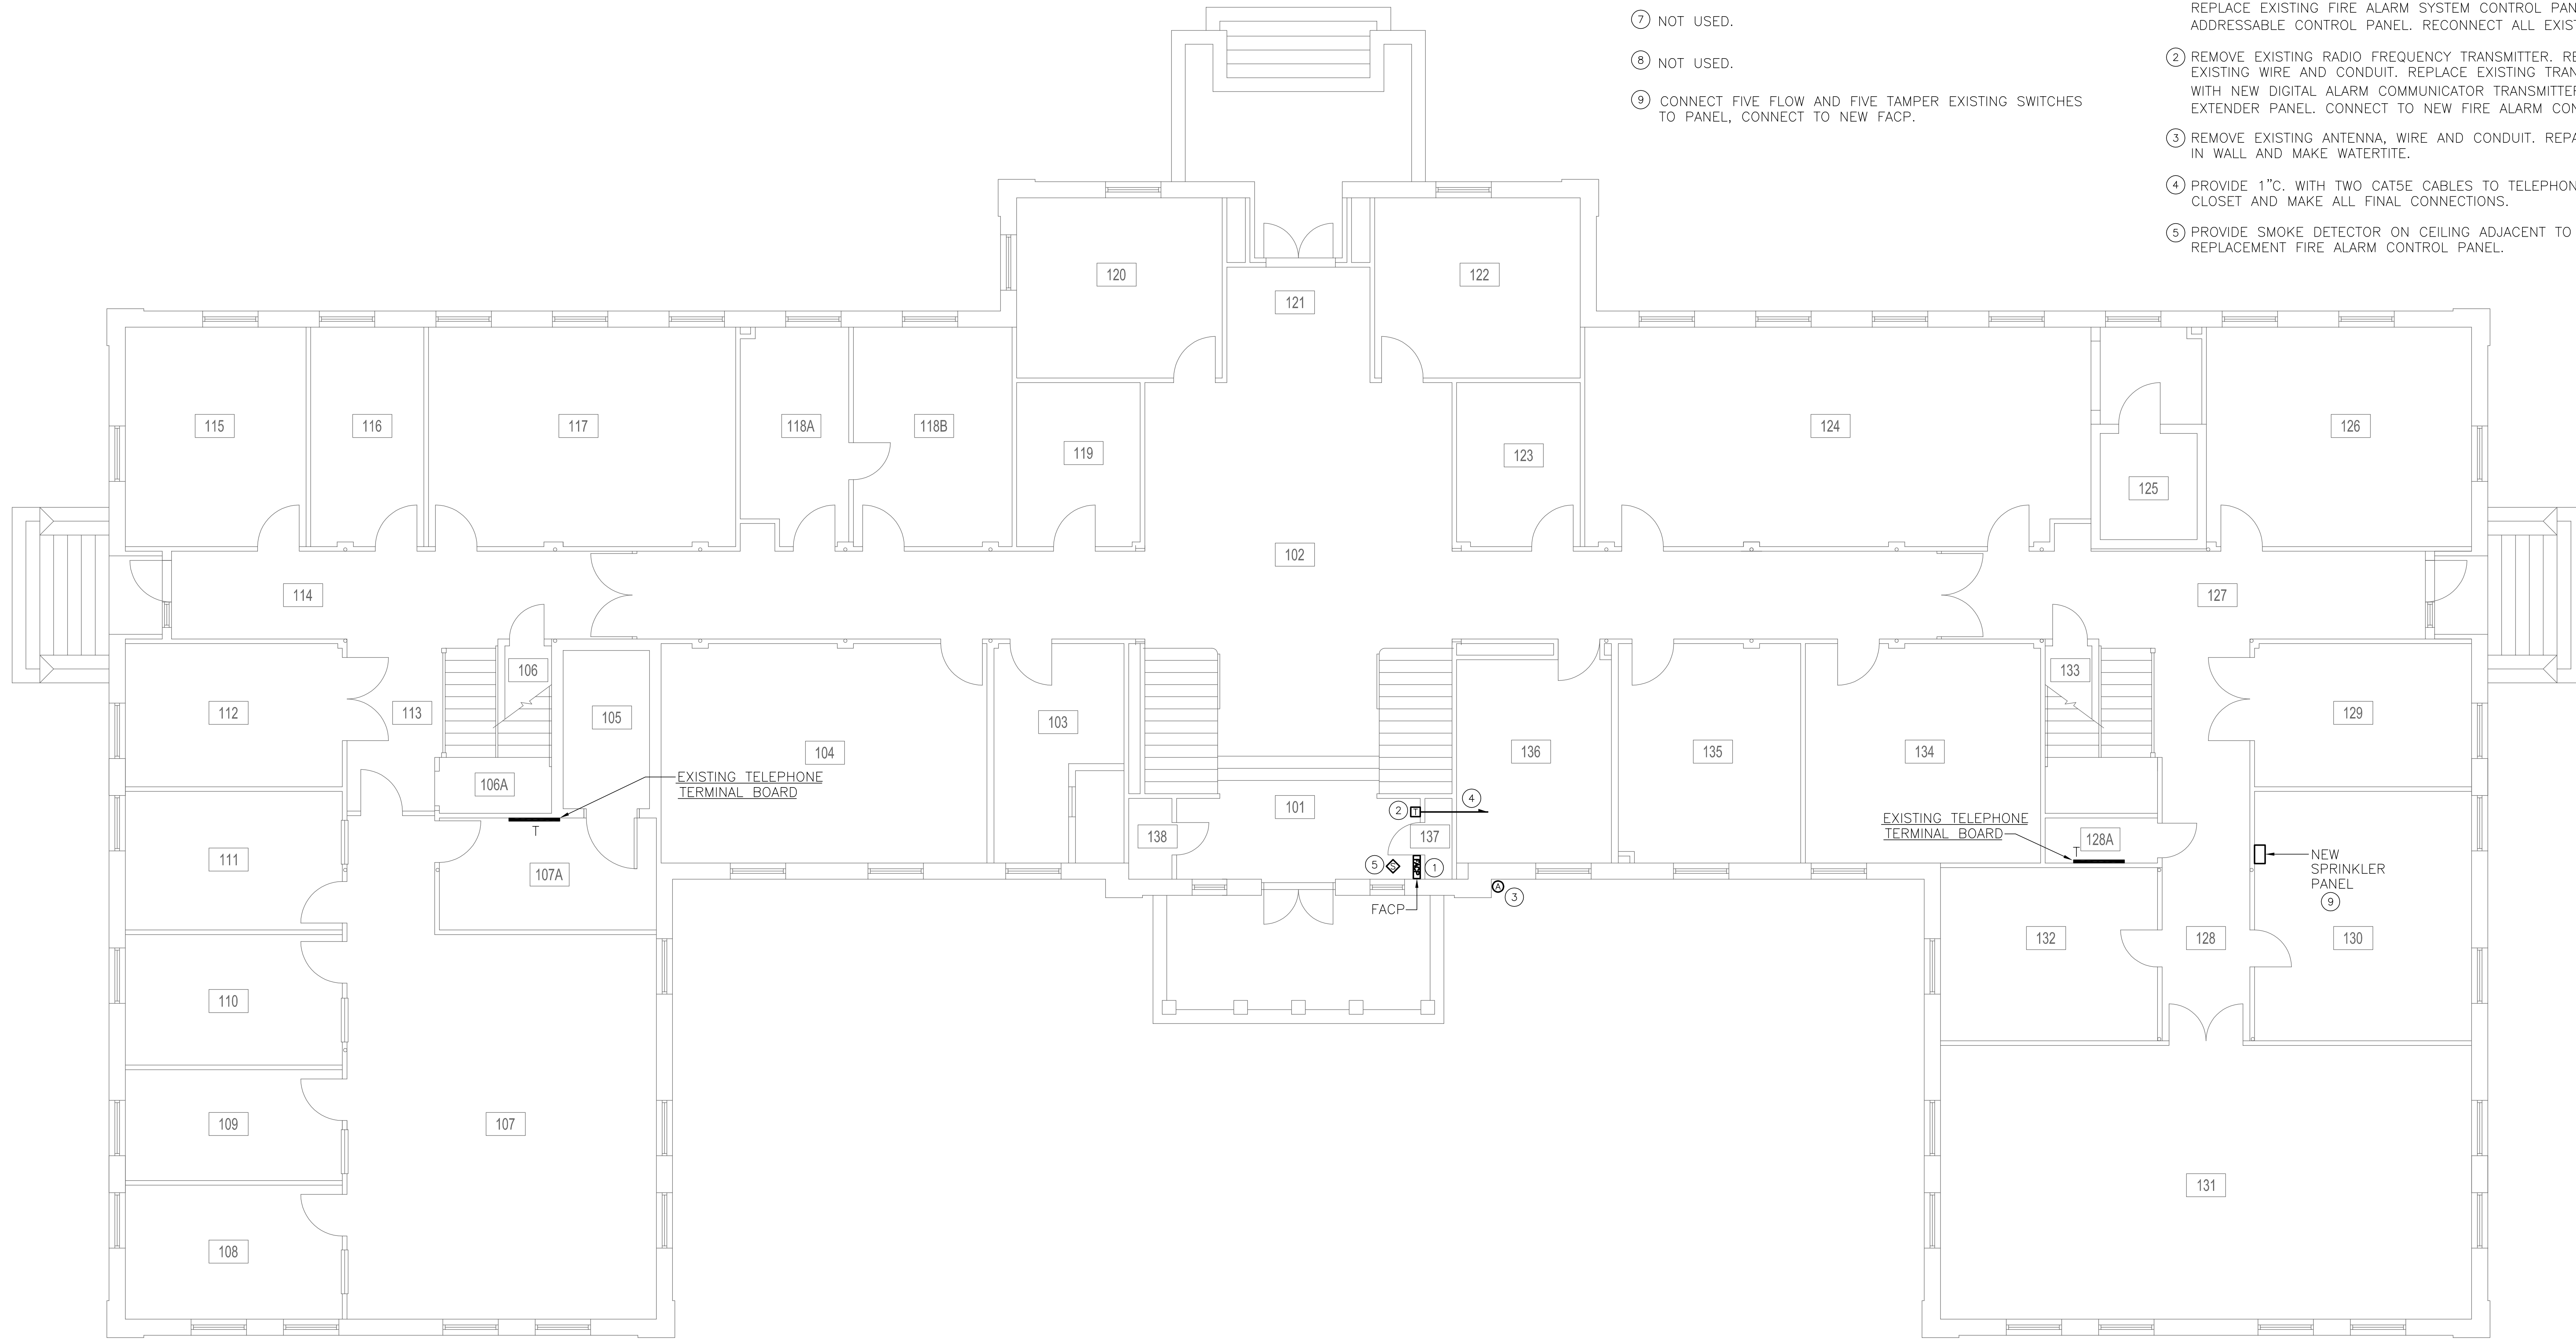 7 NOT USED.
8 NOT USED.
9 CONNECT FIVE FLOW AND FIVE TAMPER EXISTING SWITCHES
TO PANEL, CONNECT TO NEW FACP.
REPLACE EXISTING FIRE ALARM SYSTEM CONTROL
ADDRESSABLE CONTROL PANEL. RECONNECT ALL
2 REMOVE EXISTING RADIO FREQUENCY TRANSMITTER.
EXISTING WIRE AND CONDUIT. REPLACE EXISTING
WITH NEW DIGITAL ALARM COMMUNICATOR
EXTENDER PANEL. CONNECT TO NEW FIRE ALARM
3 REMOVE EXISTING ANTENNA, WIRE AND CONDUIT.
IN WALL AND MAKE WATERTITE.
4 PROVIDE 1"C. WITH TWO CAT5E CABLES TO
CLOSET AND MAKE ALL FINAL CONNECTIONS.
5 PROVIDE SMOKE DETECTOR ON CEILING ADJACENT TO
REPLACEMENT FIRE ALARM CONTROL PANEL.
120
121
122
115
116
117
118A
118B
119
123
124
125
126
102
114
127
106
133
112
113
105
103
129
104
136
135
134
106A
EXISTING TELEPHONE
TERMINAL BOARD
T
101
2
T
4
138
137
EXISTING TELEPHONE
TERMINAL BOARD
T
128A
111
107A
5
S
FACP
1
NEW
SPRINKLER
PANEL
9
A
3
FACP
132
128
130
110
109
107
131
108